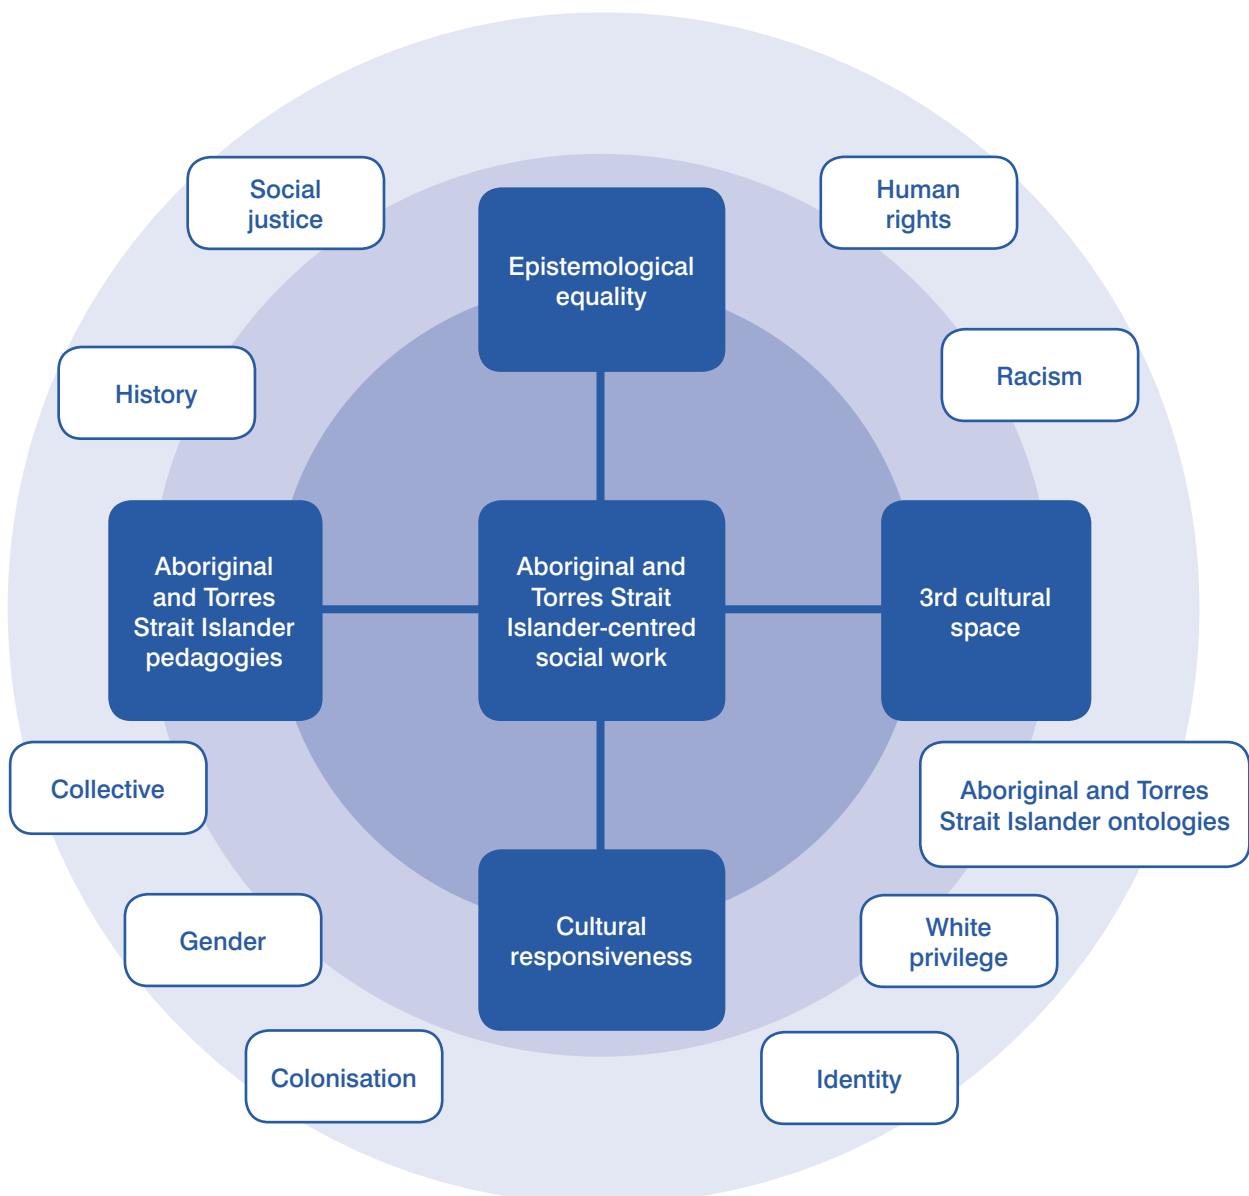 Social
justice
Human
rights
Epistemological
equality
History
Racism
Aboriginal
and Torres
Strait Islander
pedagogies
Aboriginal and
Torres Strait
Islander-centred
social work
3rd cultural
space
Collective
Aboriginal and Torres
Strait Islander ontologies
Gender
Cultural
responsiveness
White
privilege
Colonisation
Identity